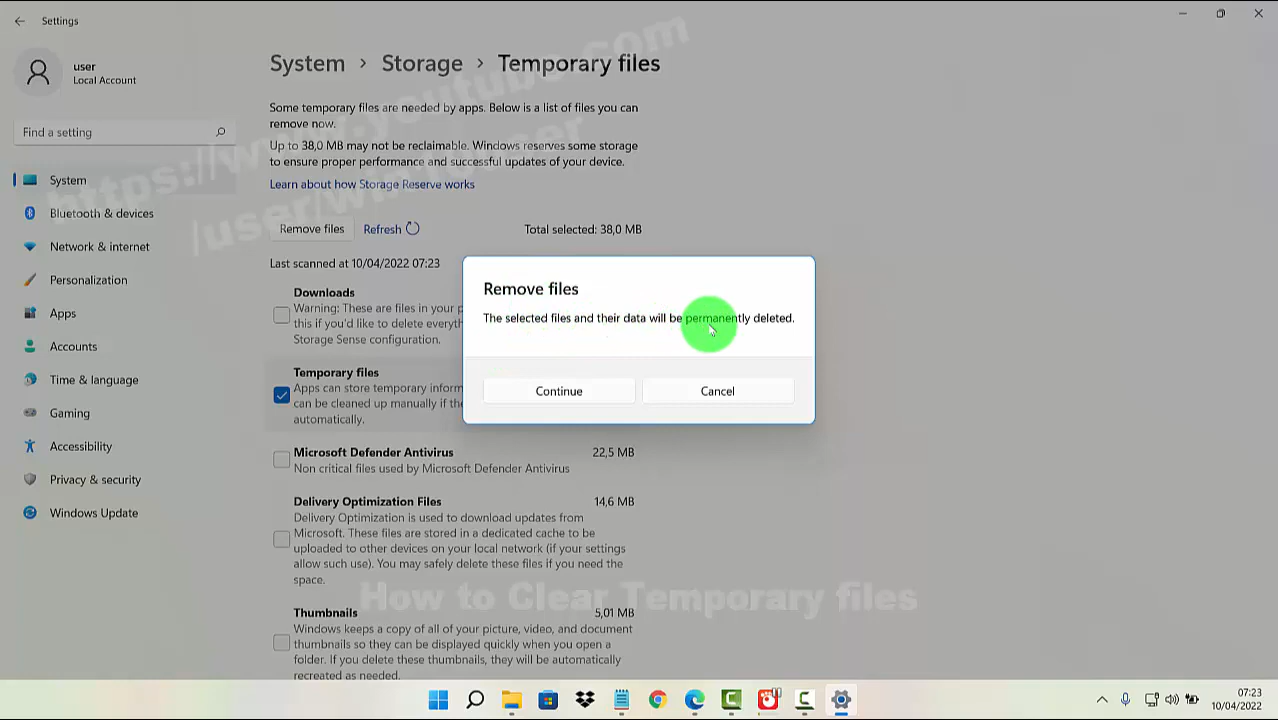 Settings
user
Local Account
Find a setting
System
Bluetooth & devices
Network & internet
Personalization
Apps
Accounts
Time & language
Gaming
Accessibility
Privacy & security
Windows Update
System > Storage > Temporary files
Some temporary files are needed by apps. Below is a list of files you can
remove now.
Up to 38,0 MB may not be reclaimable. Windows reserves some storage
to ensure proper performance and successful updates of your device.
Learn about how Storage Reserve works
Remove files Refresh Total selected: 38,0 MB
Last scanned at 10/04/2022 07:23
Downloads
Warning: These are files in your
this if you'd like to delete
Storage Sense configuration.
Temporary files
Apps can store temporary
can be cleaned up manually if
automatically.
Microsoft Defender Antivirus 22,5 MB
Non critical files used by Microsoft Defender Antivirus
Delivery Optimization Files 14,6 MB
Delivery Optimization is used to download updates from
Microsoft. These files are stored in a dedicated cache to be
uploaded to other devices on your local network (if your settings
allow such use). You may safely delete these files if you need the
space.
Thumbnails 5,01 MB
Windows keeps a copy of all of your picture, video, and document
thumbnails so they can be displayed quickly when you open a
folder. If you delete these thumbnails, they will be automatically
recreated as needed.
Remove files
The selected files and their data will be permanently deleted.
Continue Cancel
https://www.youtube.com
How to Clear Temporary files
07:23
10/04/2022